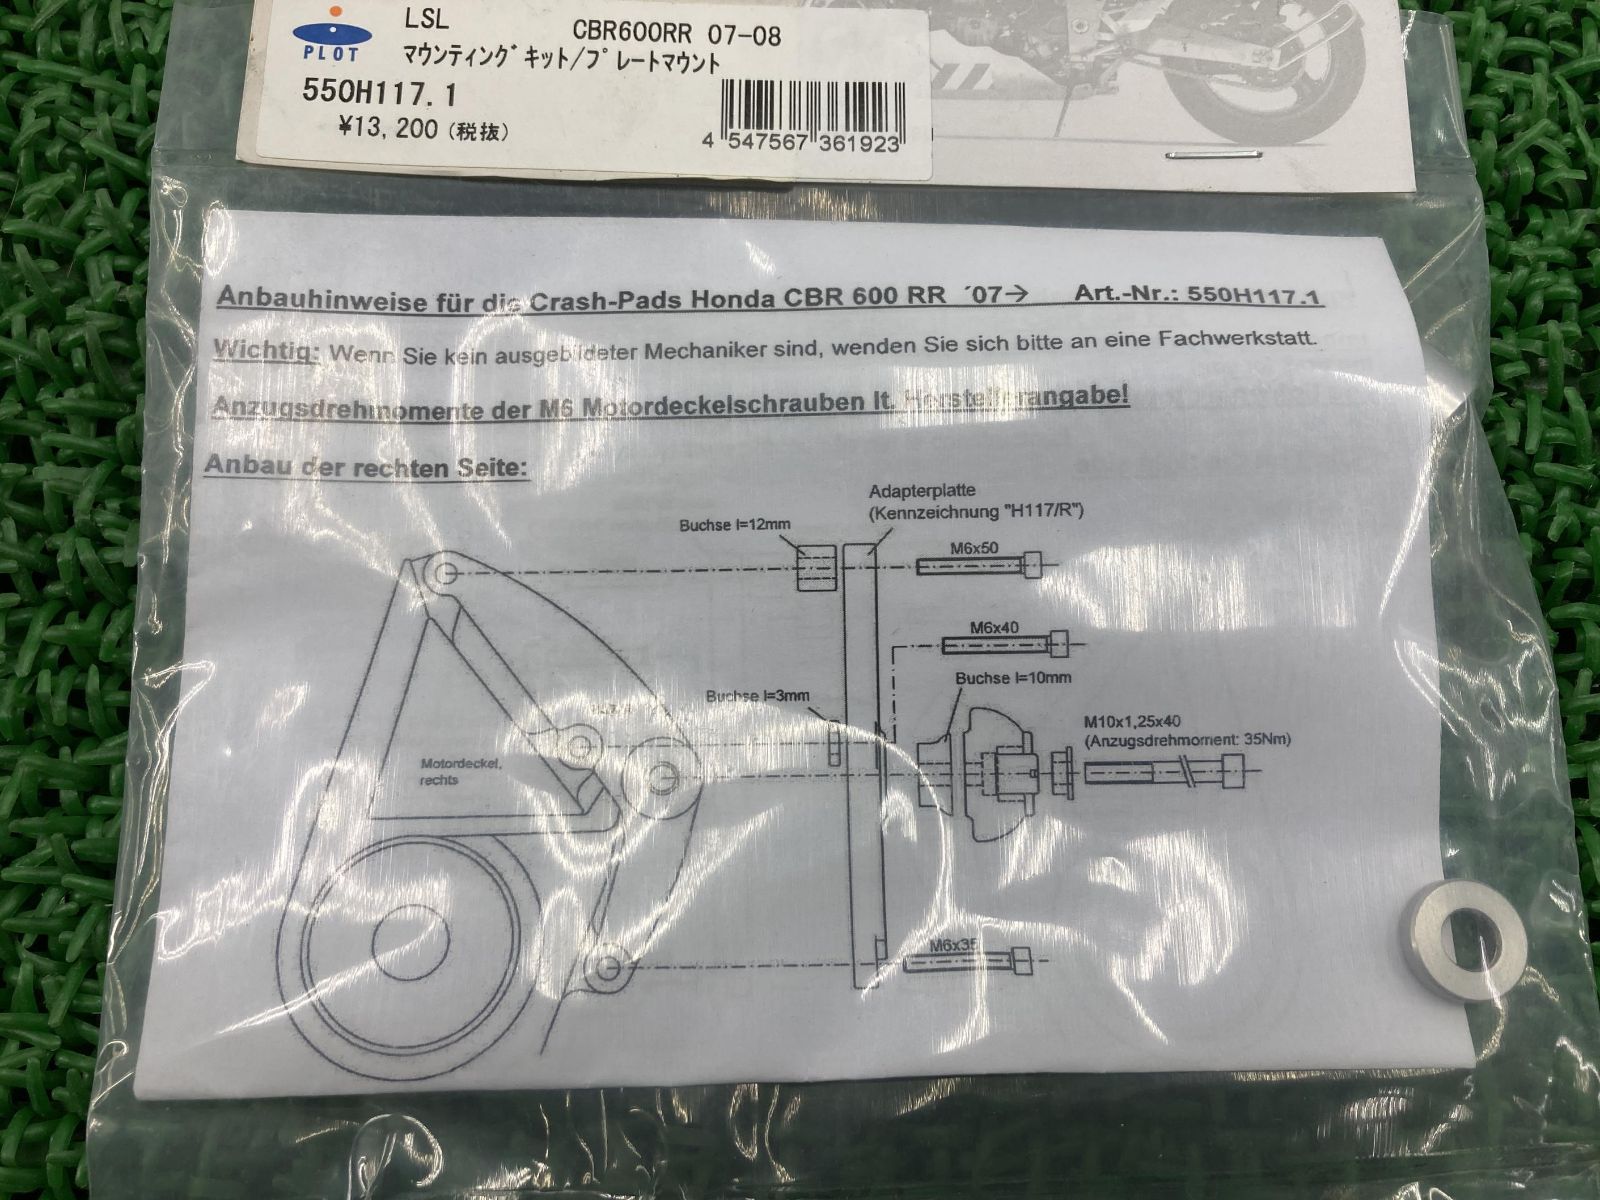 PLOT
LSL
CBR600RR 07-08
マウンティングキット/プレートマウント
550H117.1
¥13,200(税抜)
4 547567 361923
Anbauhinweise für die Crash-Pads Honda CBR 600 RR ´07→ Art.-Nr.: 550H117.1
Wichtig: Wenn Sie kein ausgebildeter Mechaniker sind, wenden Sie sich bitte an eine Fachwerkstatt.
Anzugsdrehmomente der M6 Motordeckelschrauben lt. Herstellerangabe!
Anbau der rechten Seite:
Adapterplatte
(Kennzeichnung "H117/R")
Buchse l=12mm
M6x50
M6x40
Buchse l=10mm
Buchse l=3mm
M10x1,25x40
(Anzugsdrehmoment: 35Nm)
Motordeckel,
rechts
M6x35